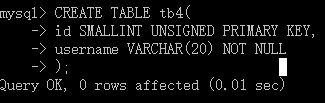 mysql> CREATE TABLE tb4(
    -> id SMALLINT UNSIGNED PRIMARY KEY,
    -> username VARCHAR(20) NOT NULL
    -> );
Query OK, 0 rows affected (0.01 sec)